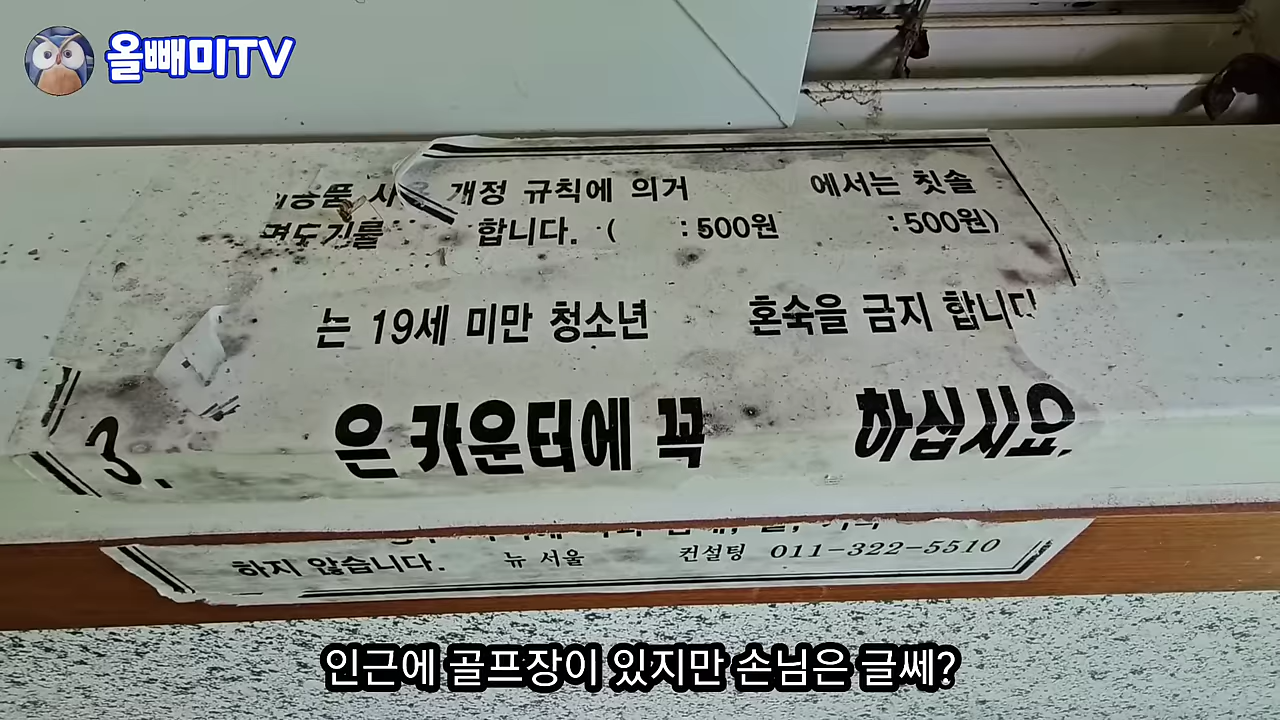 올빼미TV
개정 규칙에 의거 에서는 칫솔
합니다. ( :500원 :500원)
는 19세 미만 청소년 혼숙을 금지 합니다
3. 은 카운터에 꼭 하십시요.
하지 않습니다. 뉴 서울 컨설팅 011-322-5510
인근에 골프장이 있지만 손님은 글쎄?